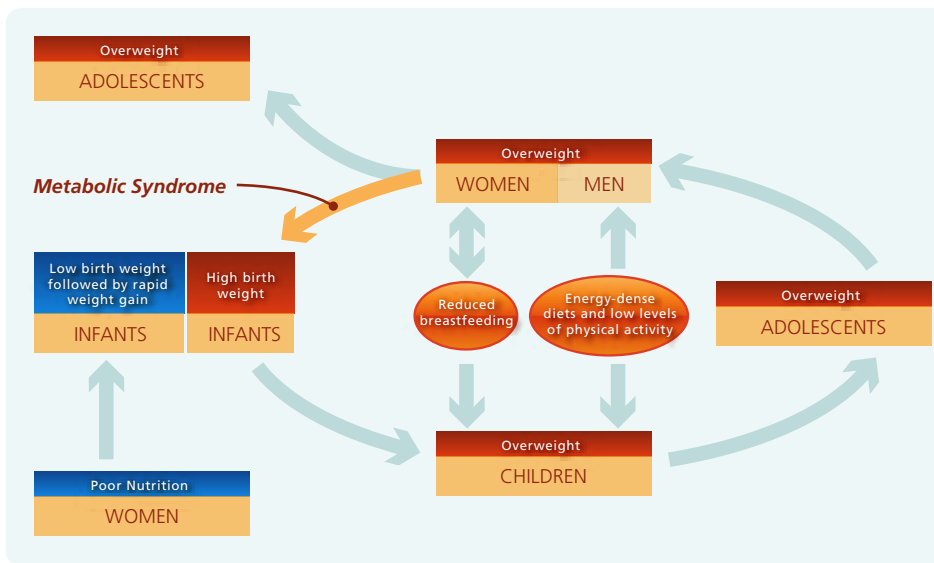 Overweight
ADOLESCENTS
Overweight
WOMEN
MEN
Metabolic Syndrome
Low birth weight
followed by rapid
weight gain
INFANTS
High birth
weight
INFANTS
Reduced
breastfeeding
Energy-dense
diets and low levels
of physical activity
Overweight
ADOLESCENTS
Overweight
CHILDREN
Poor Nutrition
WOMEN